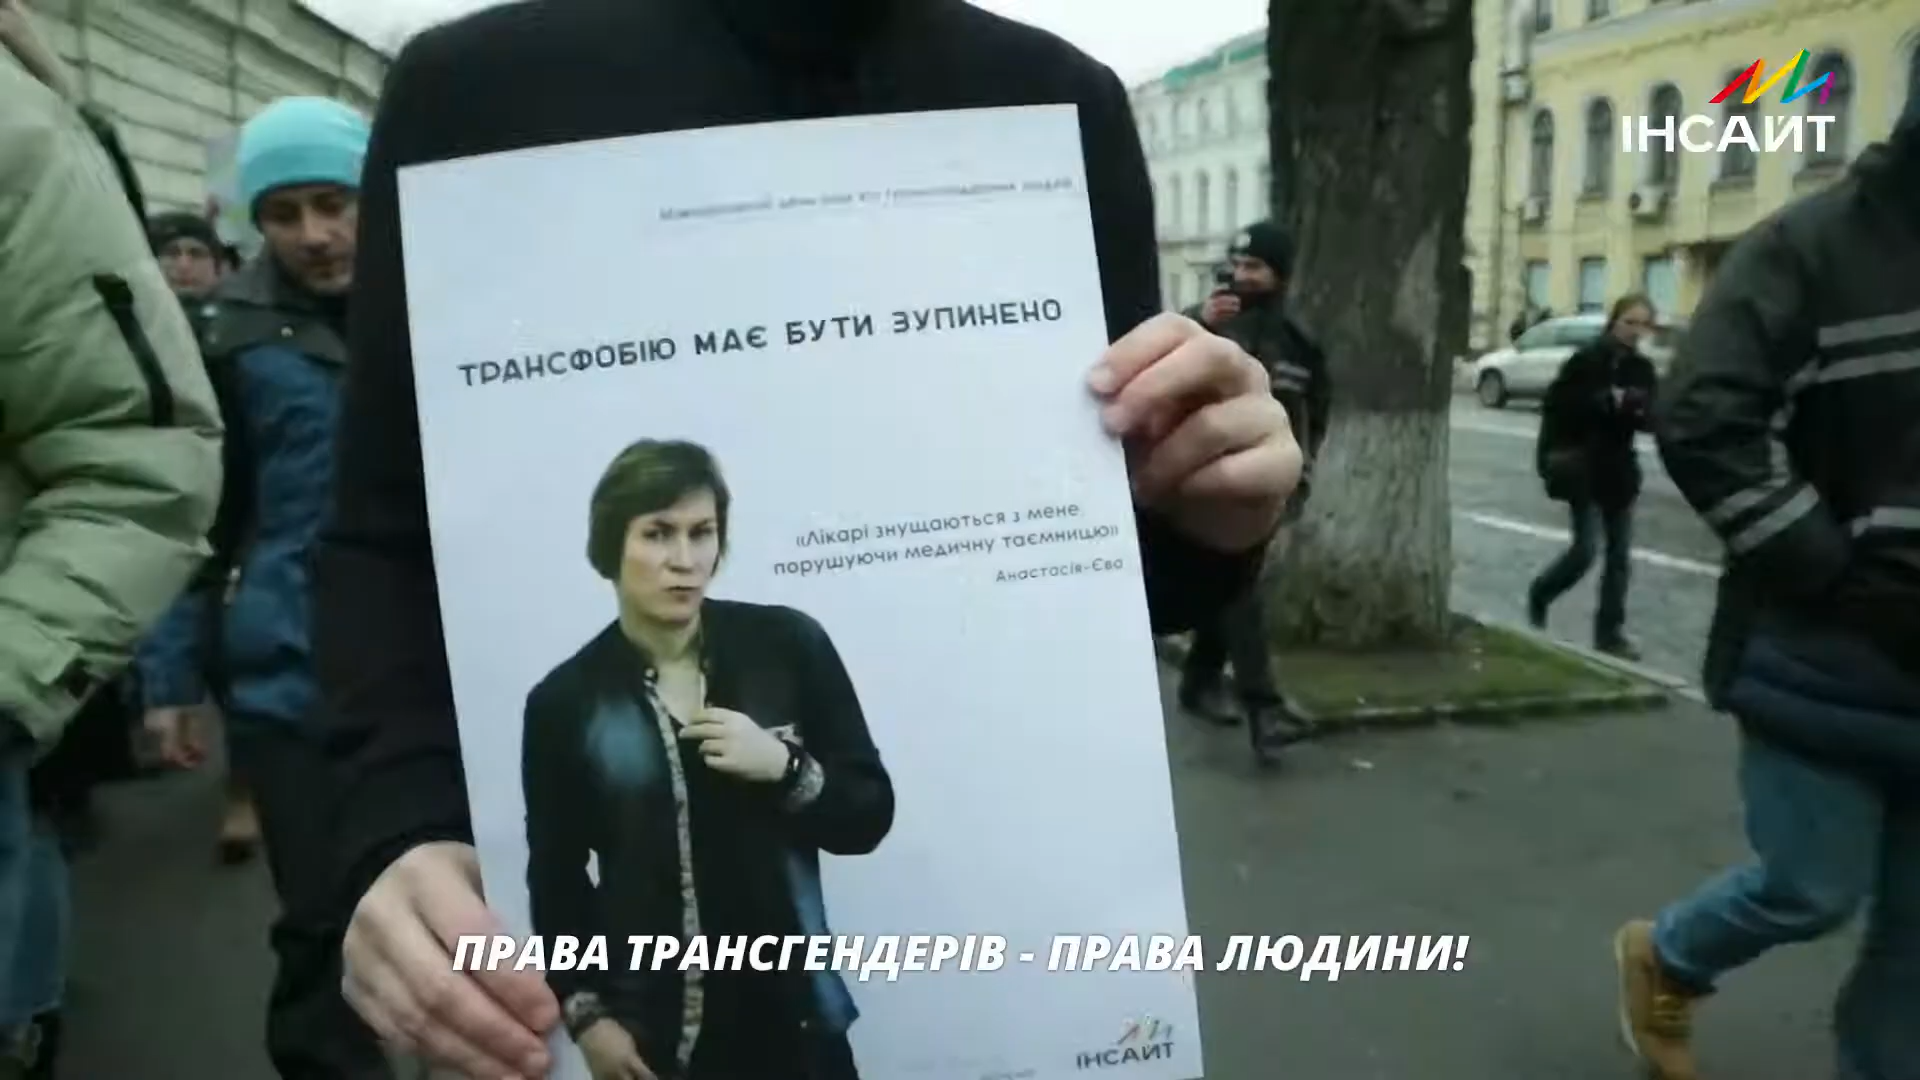 ІНСАЙТ
ТРАНСФОБІЮ МАЄ БУТИ ЗУПИНЕНО
«Лікарі знущаються з мене,
порушуючи медичну таємницю»
Анастасія-Єва
ПРАВА ТРАНСГЕНДЕРІВ - ПРАВА ЛЮДИНИ!
ІНСАЙТ